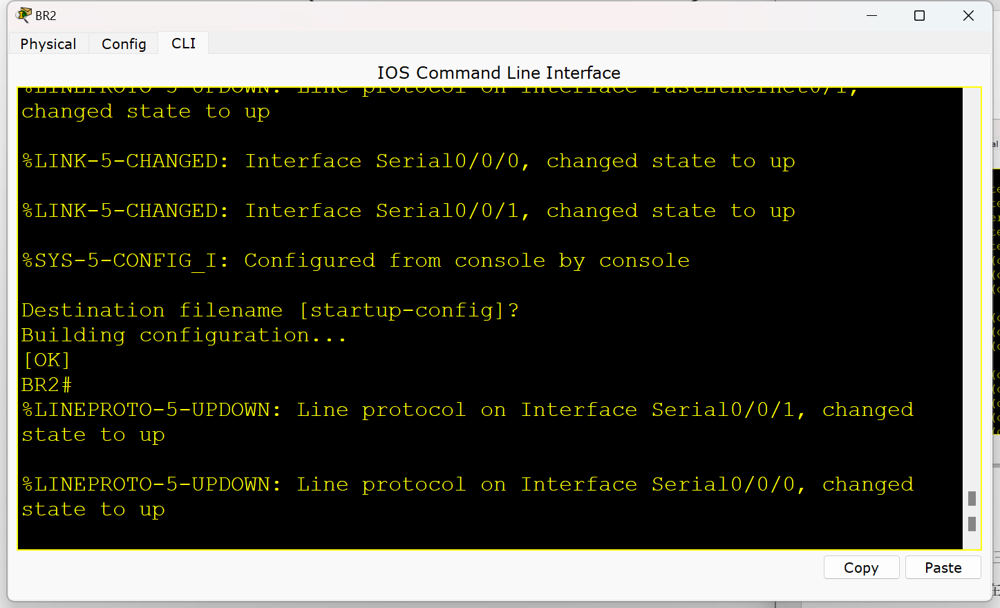 BR2
Physical
Config
CLI
IOS Command Line Interface
%LINEPROTO-5-UPDOWN: Line protocol on Interface FastEthernet0/1,
changed state to up
%LINK-5-CHANGED: Interface Serial0/0/0, changed state to up
%LINK-5-CHANGED: Interface Serial0/0/1, changed state to up
%SYS-5-CONFIG_I: Configured from console by console
Destination filename [startup-config]?
Building configuration...
[OK]
BR2#
%LINEPROTO-5-UPDOWN: Line protocol on Interface Serial0/0/1, changed
state to up
%LINEPROTO-5-UPDOWN: Line protocol on Interface Serial0/0/0, changed
state to up
Copy
Paste